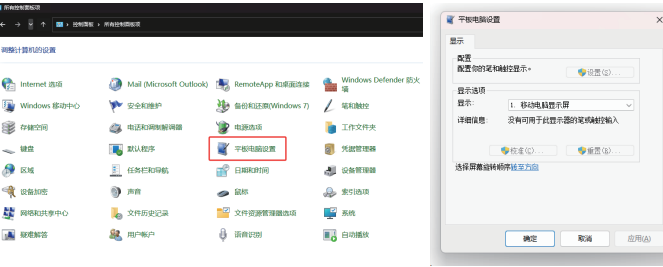 所有控制面板项
控制面板 › 所有控制面板项
调整计算机的设置
Internet 选项
Mail (Microsoft Outlook)
RemoteApp 和桌面连接
Windows Defender 防火墙
Windows 移动中心
安全和维护
备份和还原(Windows 7)
笔和触控
存储空间
电话和调制解调器
电源选项
工作文件夹
键盘
默认程序
平板电脑设置
凭据管理器
区域
任务栏和导航
日期和时间
设备管理器
设备加密
声音
鼠标
索引选项
网络和共享中心
文件历史记录
文件资源管理器选项
系统
疑难解答
用户帐户
语音识别
自动播放
平板电脑设置
显示
配置
配置你的笔和触控显示。
设置(S)...
显示选项
显示:
1. 移动电脑显示屏
详细信息:
没有可用于此显示器的笔或触控输入
校准(C)...
重置(R)...
选择屏幕旋转顺序转至方向
确定
取消
应用(A)